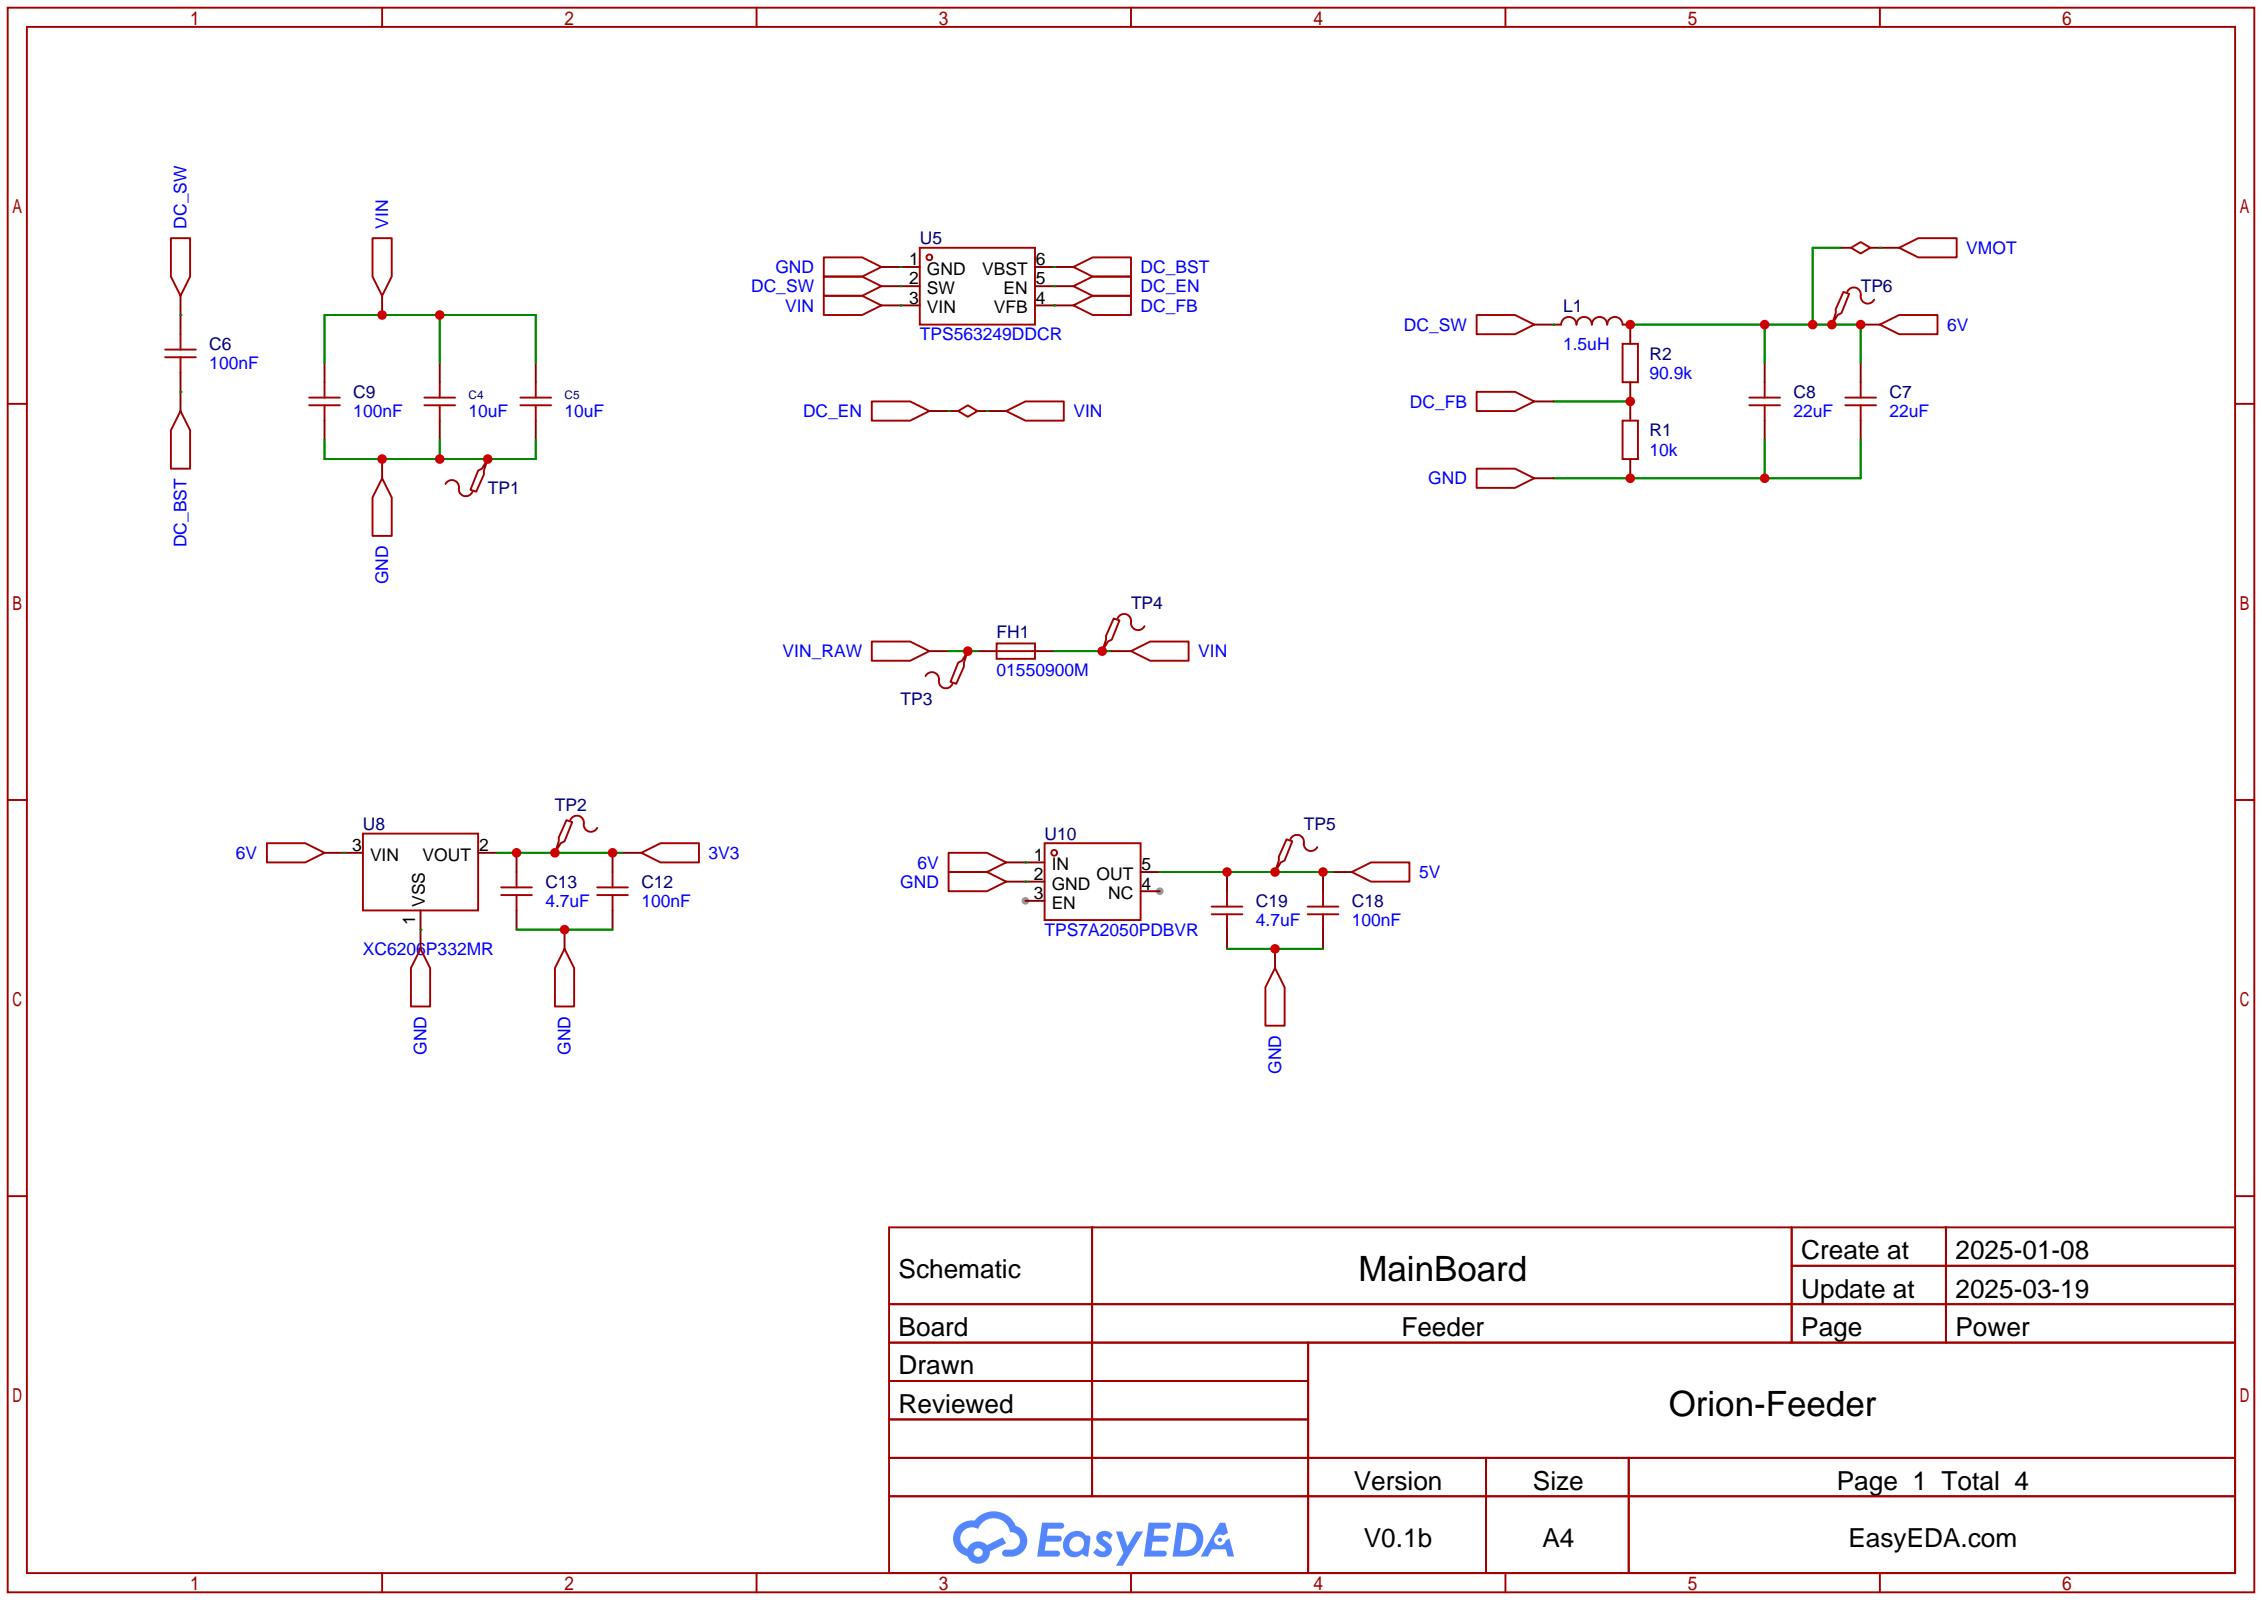 1 2 3 4 5 6
A A
B B
C C
D D
DC_SW
C6
100nF
DC_BST
VIN
C9
100nF
C4
10uF
C5
10uF
TP1
GND
U5
GND 1 GND VBST 6 DC_BST
DC_SW 2 SW EN 5 DC_EN
VIN 3 VIN VFB 4 DC_FB
TPS563249DDCR
DC_EN VIN
VMOT
TP6
DC_SW L1 6V
1.5uH
R2
90.9k
DC_FB
C8
22uF
C7
22uF
R1
10k
GND
TP4
VIN_RAW FH1 VIN
01550900M
TP3
U8
TP2
6V 3 VIN VOUT 2 3V3
VSS
1
XC6206P332MR
C13
4.7uF
C12
100nF
GND
GND
U10
TP5
6V 1 IN OUT 5 5V
GND 2 GND NC 4
3 EN
TPS7A2050PDBVR
C19
4.7uF
C18
100nF
GND
Schematic MainBoard Create at 2025-01-08
Update at 2025-03-19
Board Feeder Page Power
Drawn
Reviewed
Orion-Feeder
Version Size Page 1 Total 4
EasyEDA V0.1b A4 EasyEDA.com
1 2 3 4 5 6